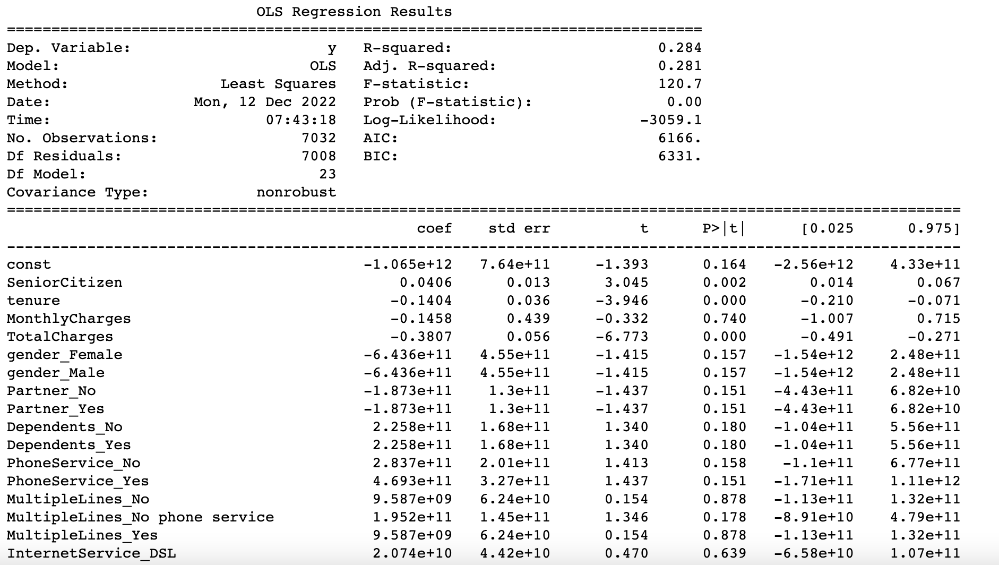 OLS Regression Results
==============================================================================
Dep. Variable:                      y   R-squared:                       0.284
Model:                            OLS   Adj. R-squared:                  0.281
Method:                 Least Squares   F-statistic:                     120.7
Date:                Mon, 12 Dec 2022   Prob (F-statistic):               0.00
Time:                        07:43:18   Log-Likelihood:                -3059.1
No. Observations:                7032   AIC:                             6166.
Df Residuals:                    7008   BIC:                             6331.
Df Model:                          23
Covariance Type:            nonrobust
===========================================================================================================
coef    std err          t      P>|t|      [0.025      0.975]
-----------------------------------------------------------------------------------------------------------
const                                   -1.065e+12   7.64e+11     -1.393      0.164   -2.56e+12    4.33e+11
SeniorCitizen                               0.0406      0.013      3.045      0.002       0.014       0.067
tenure                                     -0.1404      0.036     -3.946      0.000      -0.210      -0.071
MonthlyCharges                             -0.1458      0.439     -0.332      0.740      -1.007       0.715
TotalCharges                               -0.3807      0.056     -6.773      0.000      -0.491      -0.271
gender_Female                           -6.436e+11   4.55e+11     -1.415      0.157   -1.54e+12    2.48e+11
gender_Male                             -6.436e+11   4.55e+11     -1.415      0.157   -1.54e+12    2.48e+11
Partner_No                              -1.873e+11    1.3e+11     -1.437      0.151   -4.43e+11    6.82e+10
Partner_Yes                             -1.873e+11    1.3e+11     -1.437      0.151   -4.43e+11    6.82e+10
Dependents_No                            2.258e+11   1.68e+11      1.340      0.180   -1.04e+11    5.56e+11
Dependents_Yes                           2.258e+11   1.68e+11      1.340      0.180   -1.04e+11    5.56e+11
PhoneService_No                          2.837e+11   2.01e+11      1.413      0.158    -1.1e+11    6.77e+11
PhoneService_Yes                         4.693e+11   3.27e+11      1.437      0.151   -1.71e+11    1.11e+12
MultipleLines_No                         9.587e+09   6.24e+10      0.154      0.878   -1.13e+11    1.32e+11
MultipleLines_No phone service           1.952e+11   1.45e+11      1.346      0.178   -8.91e+10    4.79e+11
MultipleLines_Yes                        9.587e+09   6.24e+10      0.154      0.878   -1.13e+11    1.32e+11
InternetService_DSL                      2.074e+10   4.42e+10      0.470      0.639   -6.58e+10    1.07e+11